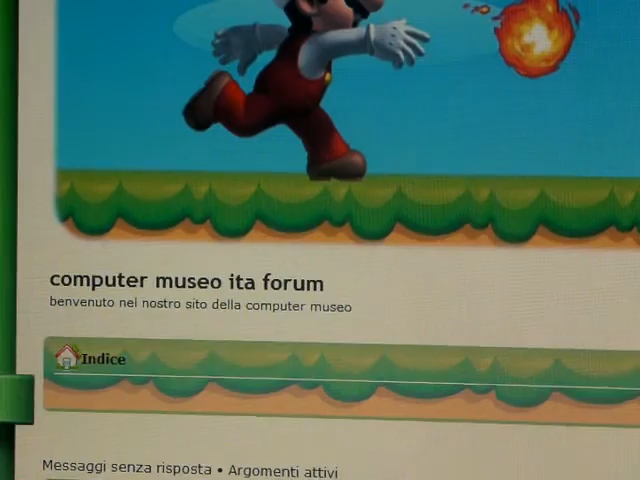 computer museo ita forum
benvenuto nel nostro sito della computer museo
Indice
Messaggi senza risposta • Argomenti attivi